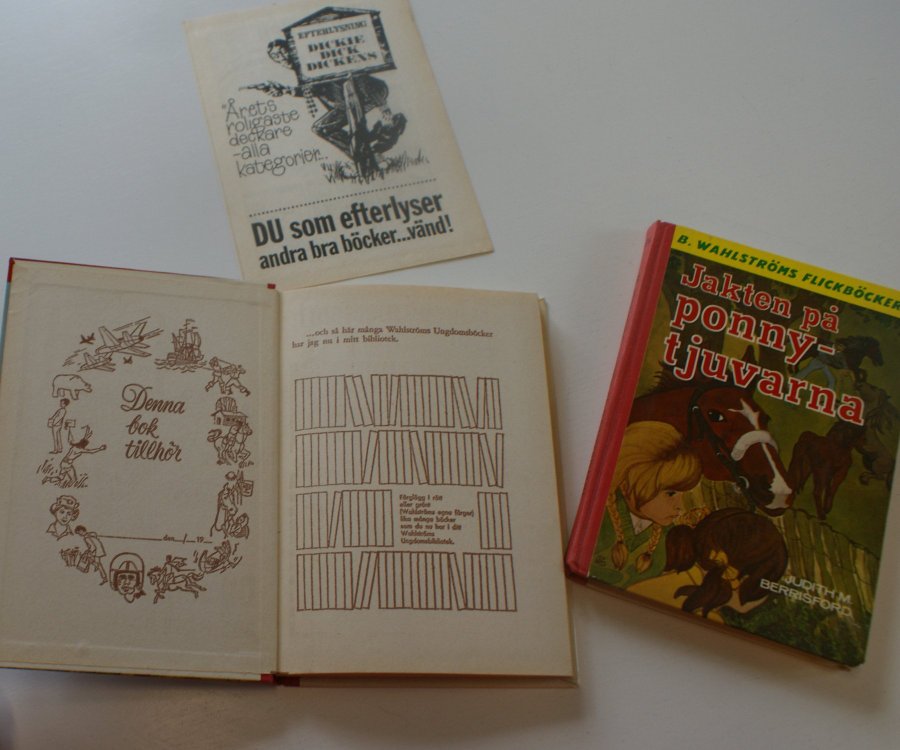 EFTERLYSNING
DICKIE
DICK
DICKENS
"Årets
roligaste
deckare
-alla
kategorier...
DU som efterlyser
andra bra böcker...vänd!
Denna
bok
tillhör
den / 19
...och så här många Wahlströms Ungdomsböcker
har jag nu i mitt bibliotek.
Färglägg i rött
eller grönt
(Wahlströms egna färger)
lika många böcker
som du nu har i ditt
Wahlströms
Ungdomsbibliotek.
B. WAHLSTRÖMS FLICKBÖCKER
Jakten på
ponny-
tjuvarna
JUDITH M.
BERRISFORD